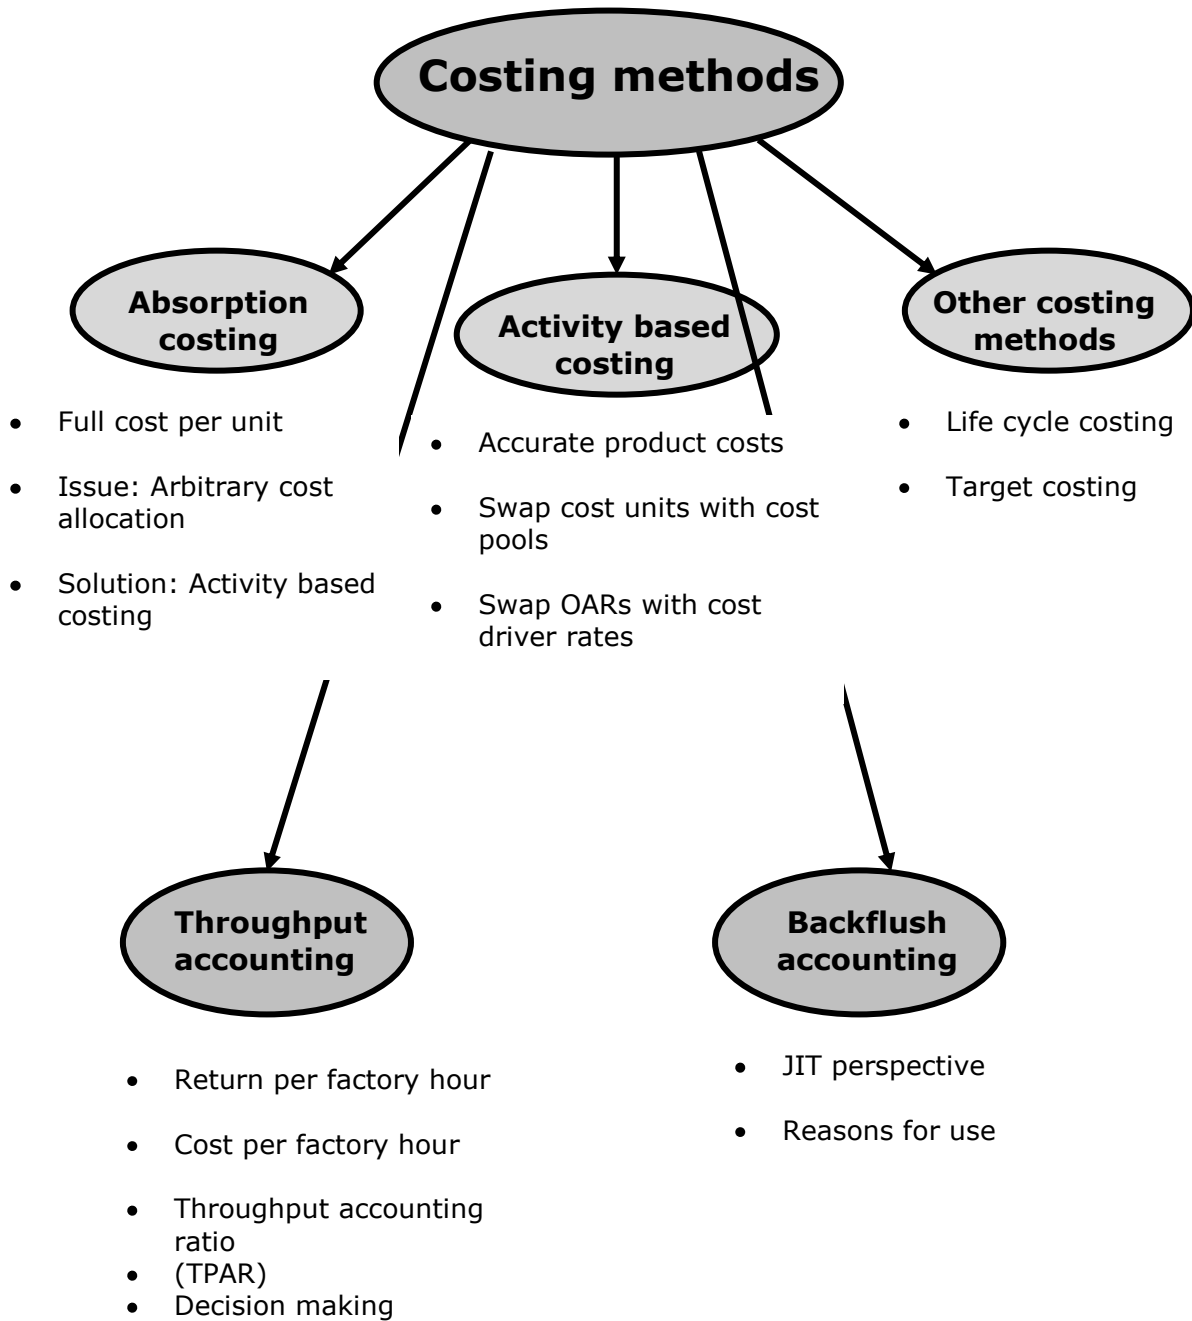 Costing methods
Absorption
costing
• Full cost per unit
• Issue: Arbitrary cost
allocation
• Solution: Activity based
costing
Activity based
costing
• Accurate product costs
• Swap cost units with cost
pools
• Swap OARs with cost
driver rates
Other costing
methods
• Life cycle costing
• Target costing
Throughput
accounting
• Return per factory hour
• Cost per factory hour
• Throughput accounting
ratio
• (TPAR)
• Decision making
Backflush
accounting
• JIT perspective
• Reasons for use